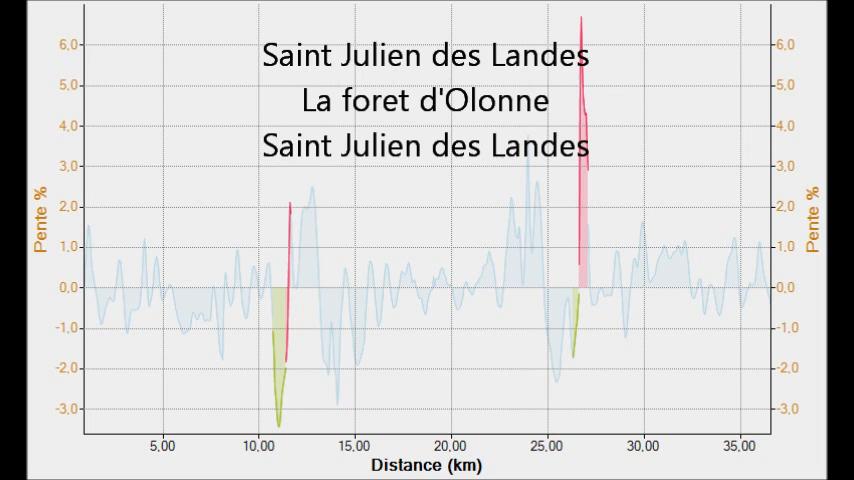 Saint Julien des Landes
La foret d'Olonne
Saint Julien des Landes
6,0 6,0
5,0 5,0
4,0 4,0
3,0 3,0
2,0 2,0
1,0 1,0
0,0 0,0
-1,0 -1,0
-2,0 -2,0
-3,0 -3,0
Pente %
Pente %
5,00 10,00 15,00 20,00 25,00 30,00 35,00
Distance (km)